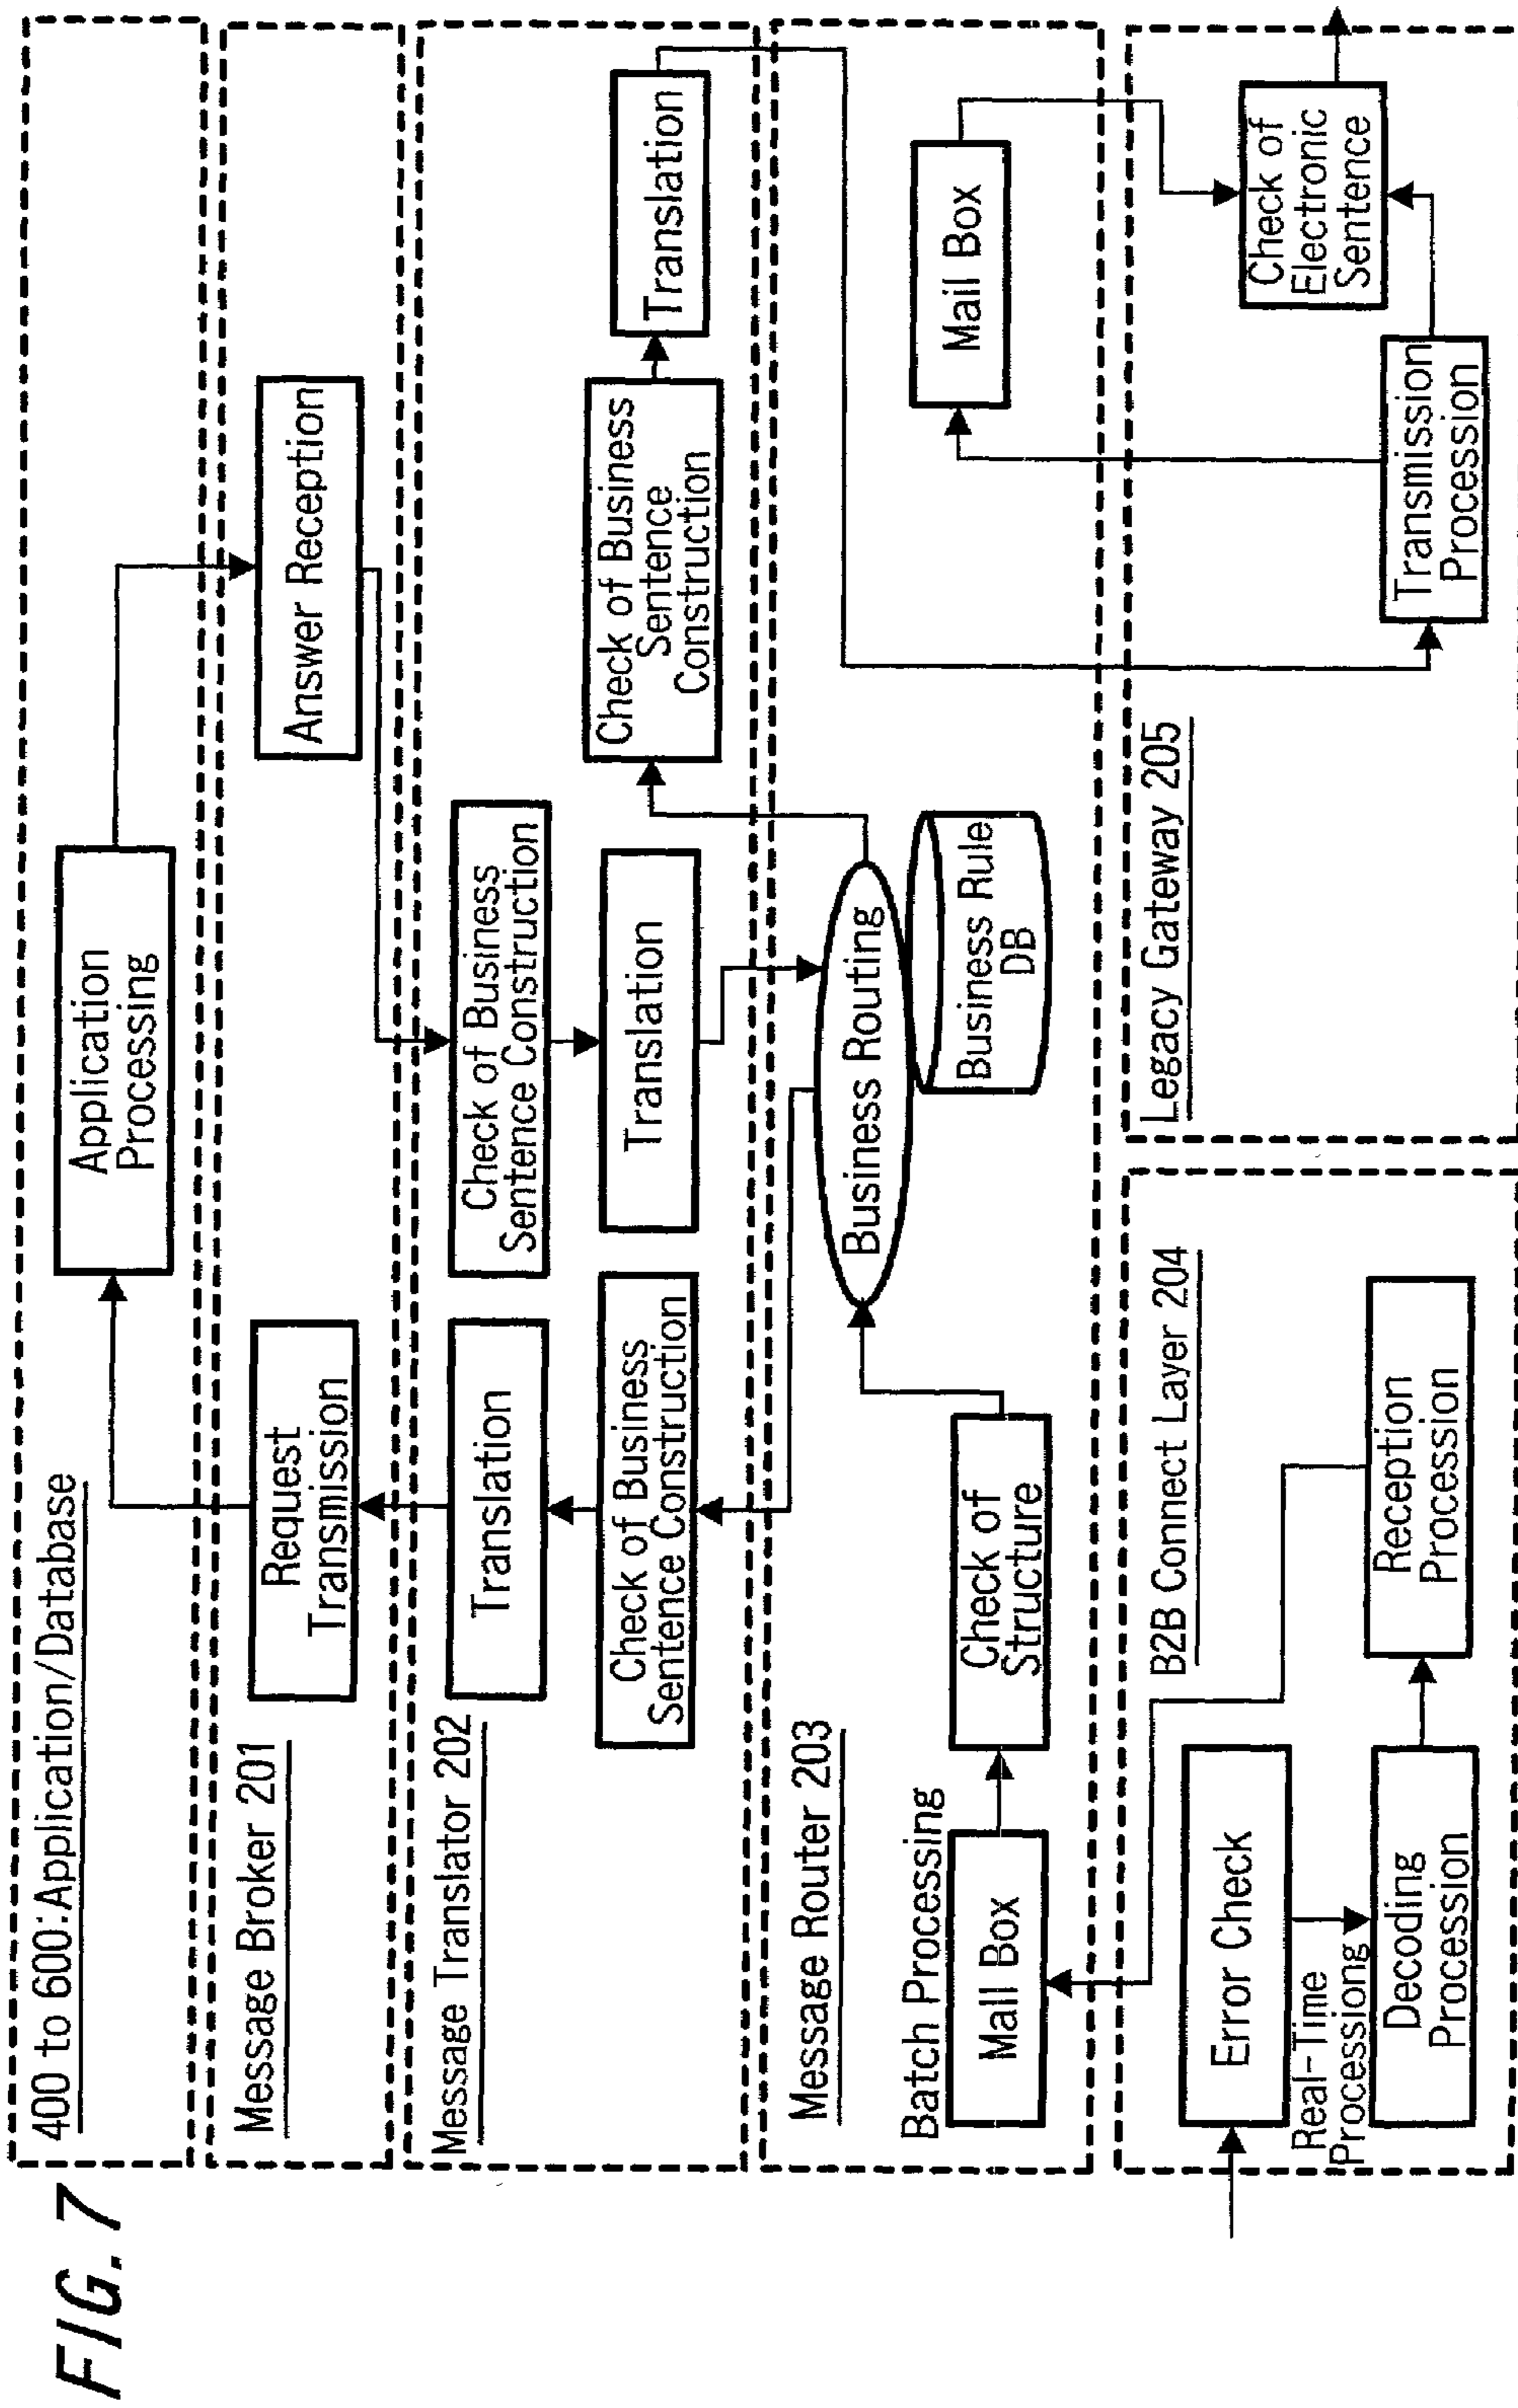 FIG. 7
400 to 600:Application/Database
Application
Processing
Message Broker 201
Request
Transmission
Answer Reception
Message Translator 202
Translation
Check of Business
Sentence Construction
Check of Business
Sentence Construction
Translation
Check of Business
Sentence
Construction
Translation
Message Router 203
Batch Processing
Mall Box
Check of
Structure
Business Routing
Business Rule
DB
Mail Box
B2B Connect Layer 204
Error Check
Real-Time
Processiong
Decoding
Procession
Reception
Procession
Legacy Gateway 205
Transmission
Procession
Check of
Electronic
Sentence